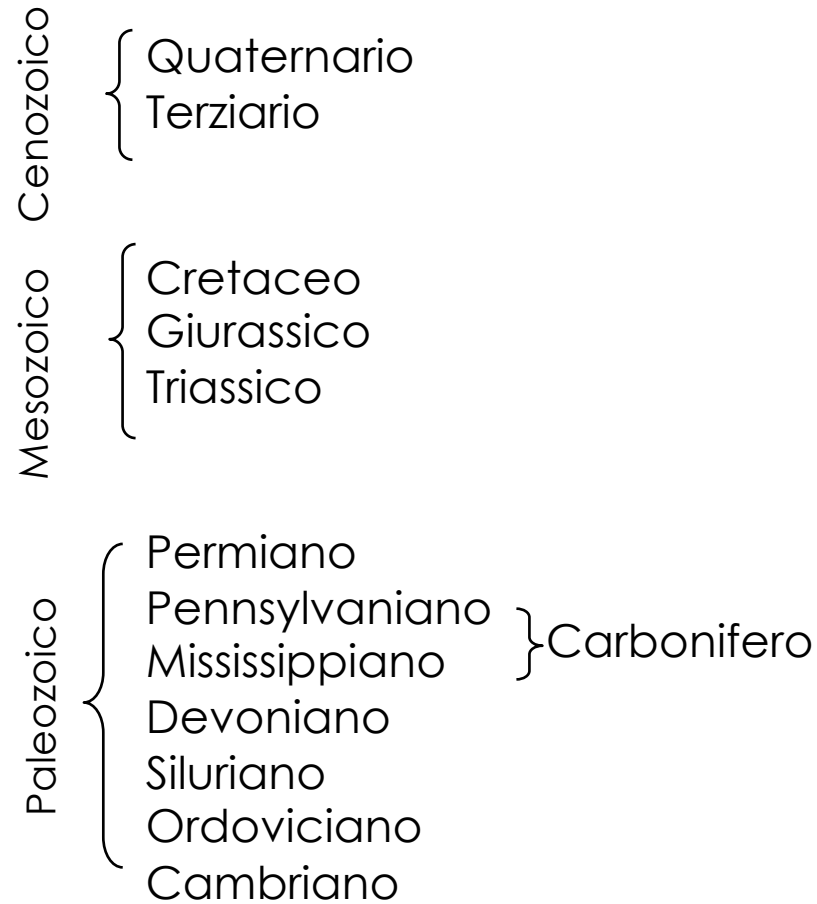 Cenozoico
Quaternario
Terziario
Mesozoico
Cretaceo
Giurassico
Triassico
Paleozoico
Permiano
Pennsylvaniano
Mississippiano
Carbonifero
Devoniano
Siluriano
Ordoviciano
Cambriano